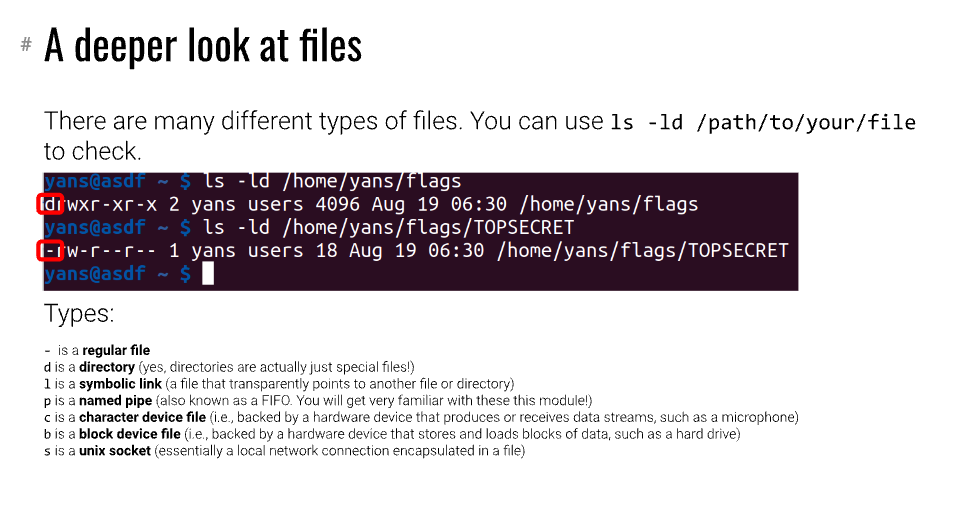 # A deeper look at files
There are many different types of files. You can use ls -ld /path/to/your/file
to check.
yans@asdf ~ $ ls -ld /home/yans/flags
drwxr-xr-x 2 yans users 4096 Aug 19 06:30 /home/yans/flags
yans@asdf ~ $ ls -ld /home/yans/flags/TOPSECRET
-rw-r--r-- 1 yans users 18 Aug 19 06:30 /home/yans/flags/TOPSECRET
yans@asdf ~ $
Types:
- is a regular file
d is a directory (yes, directories are actually just special files!)
l is a symbolic link (a file that transparently points to another file or directory)
p is a named pipe (also known as a FIFO. You will get very familiar with these this module!)
c is a character device file (i.e., backed by a hardware device that produces or receives data streams, such as a microphone)
b is a block device file (i.e., backed by a hardware device that stores and loads blocks of data, such as a hard drive)
s is a unix socket (essentially a local network connection encapsulated in a file)